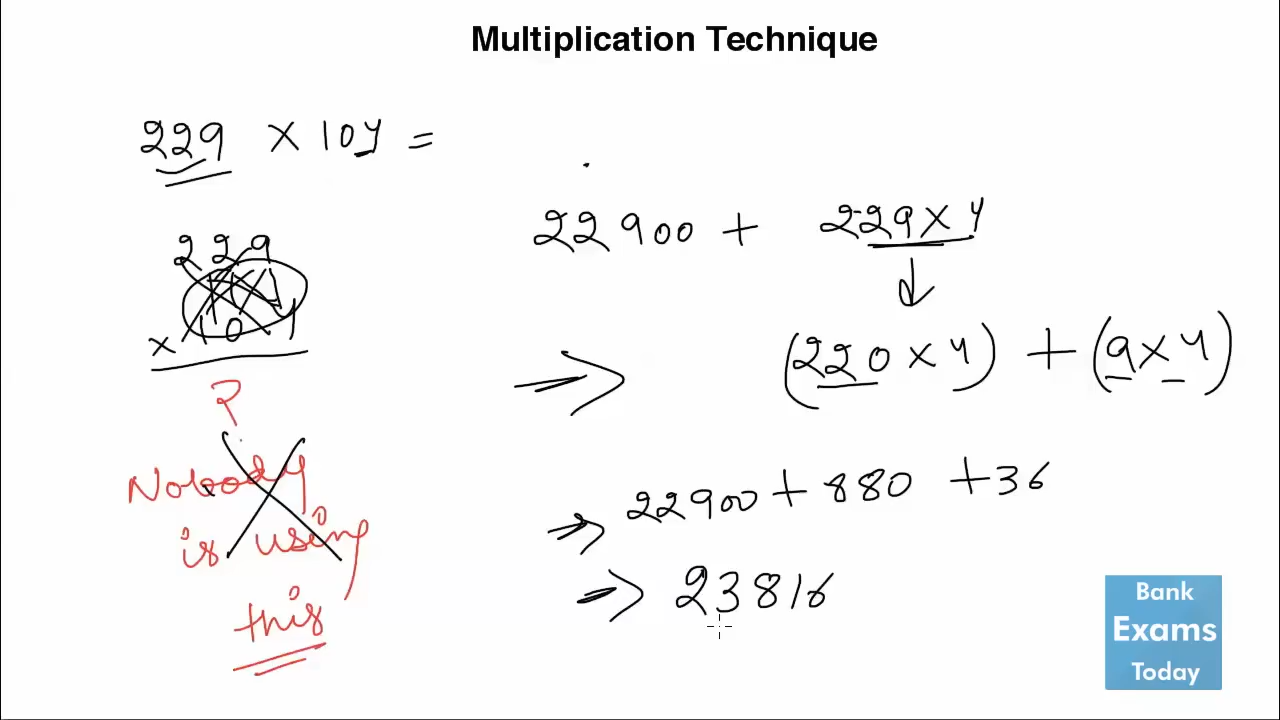 Multiplication Technique
229 × 104 =
229
× 104
?
Nobody
is using
this
22900 + 229×4
(220×4) + (9×4)
⇒ 22900 + 880 + 36
⇒ 23816
Bank
Exams
Today